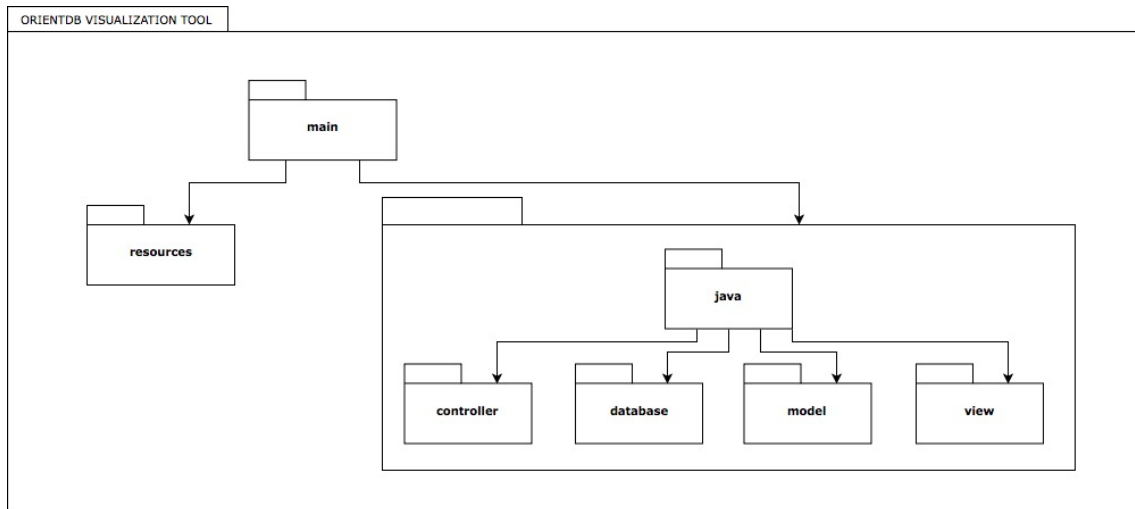 ORIENTDB VISUALIZATION TOOL
main
resources
java
controller
database
model
view